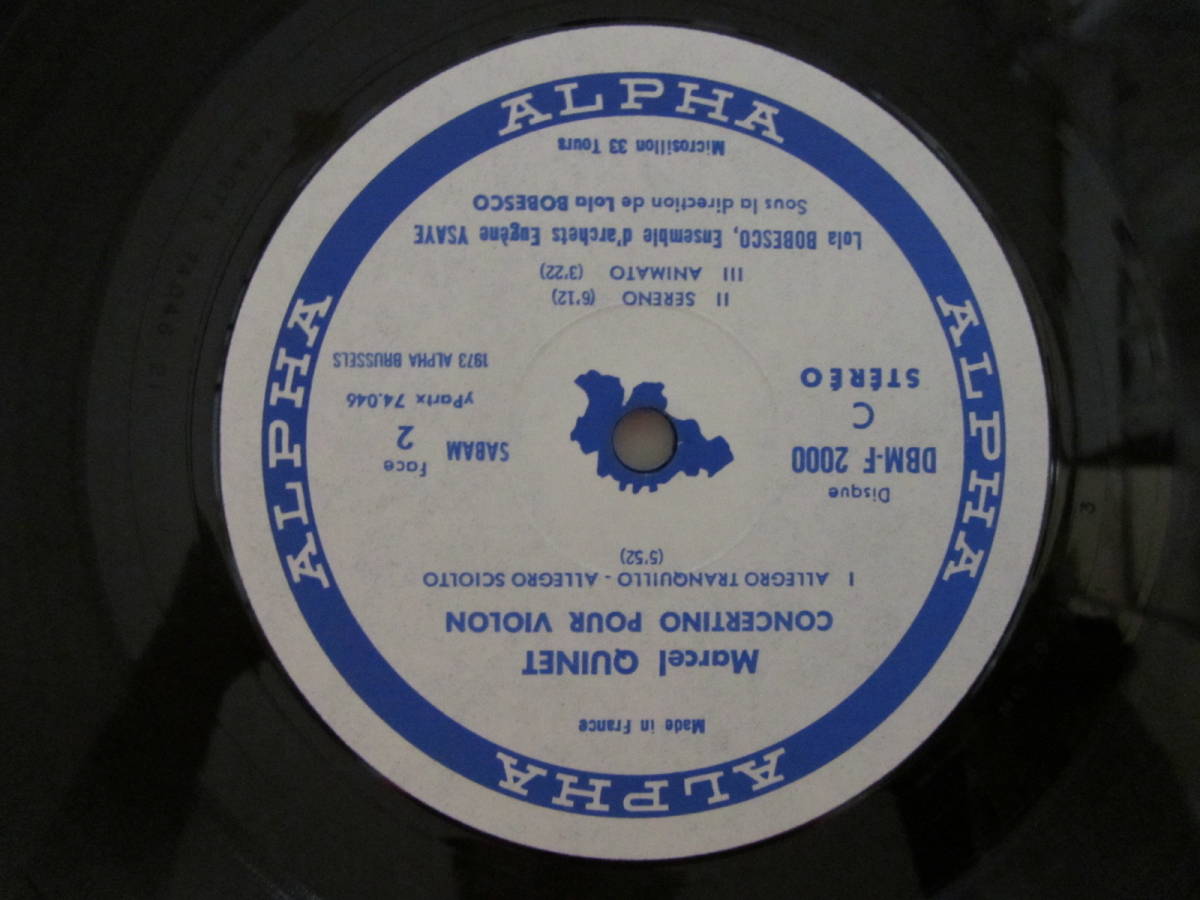 ALPHA
ALPHA
ALPHA
ALPHA
Made in France
Marcel QUINET
CONCERTINO POUR VIOLON
I ALLEGRO TRANQUILLO - ALLEGRO SCIOLTO
(5'52)
Disque
DBM-F 2000
C
STÉRÉO
SABAM
face
2
yPartx 74.046
1973 ALPHA BRUSSELS
II SERENO (6'12)
III ANIMATO (3'22)
Lola BOBESCO, Ensemble d'archets Eugène YSAYE
Sous la direction de Lola BOBESCO
Microsillon 33 Tours